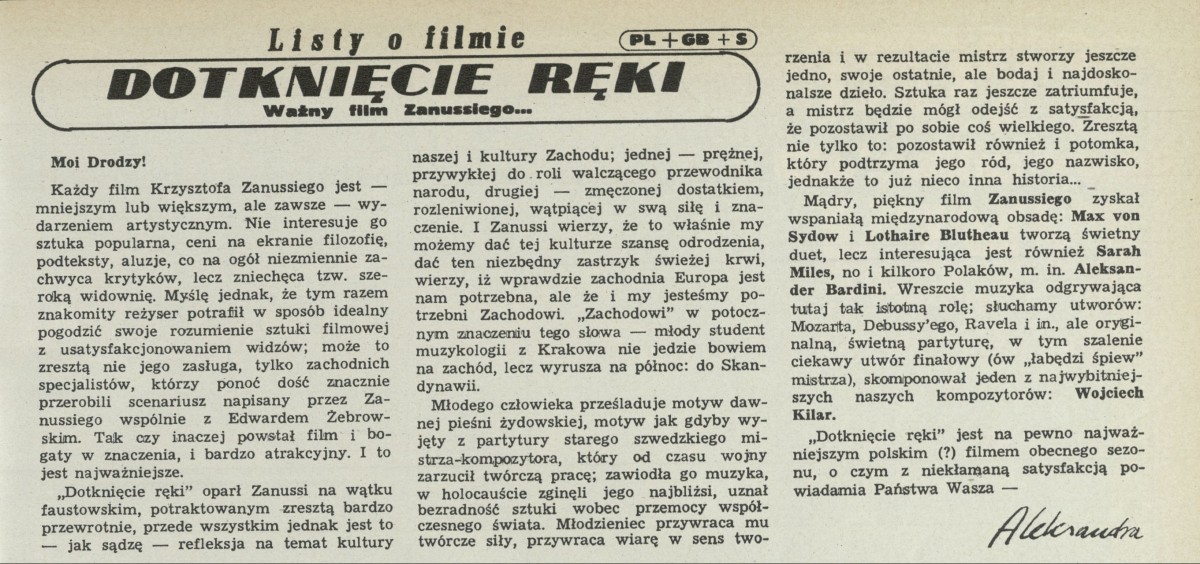 Listy o filmie
PL + GB + S
DOTKNIĘCIE RĘKI
Ważny film Zanussiego...
Moi Drodzy!
Każdy film Krzysztofa Zanussiego jest —
mniejszym lub większym, ale zawsze — wy-
darzeniem artystycznym. Nie interesuje go
sztuka popularna, ceni na ekranie filozofię,
podteksty, aluzje, co na ogół niezmiennie za-
chwyca krytyków, lecz zniechęca tzw. sze-
roką widownię. Myślę jednak, że tym razem
znakomity reżyser potrafił w sposób idealny
pogodzić swoje rozumienie sztuki filmowej
z usatysfakcjonowaniem widzów; może to
zresztą nie jego zasługa, tylko zachodnich
specjalistów, którzy ponoć dość znacznie
przerobili scenariusz napisany przez Za-
nussiego wspólnie z Edwardem Żebrow-
skim. Tak czy inaczej powstał film i bo-
gaty w znaczenia, i bardzo atrakcyjny. I to
jest najważniejsze.
„Dotknięcie ręki” oparł Zanussi na wątku
faustowskim, potraktowanym zresztą bardzo
przewrotnie, przede wszystkim jednak jest to
— jak sądzę — refleksja na temat kultury
naszej i kultury Zachodu; jednej — prężnej,
przywykłej do roli walczącego przewodnika
narodu, drugiej — zmęczonej dostatkiem,
rozleniwionej, wątpiącej w swą siłę i zna-
czenie. I Zanussi wierzy, że to właśnie my
możemy dać tej kulturze szansę odrodzenia,
dać ten niezbędny zastrzyk świeżej krwi,
wierzy, iż wprawdzie zachodnia Europa jest
nam potrzebna, ale że i my jesteśmy po-
trzebni Zachodowi. „Zachodowi” w potocz-
nym znaczeniu tego słowa — młody student
muzykologii z Krakowa nie jedzie bowiem
na zachód, lecz wyrusza na północ: do Skan-
dynawii.
Młodego człowieka prześladuje motyw daw-
nej pieśni żydowskiej, motyw jak gdyby wy-
jęty z partytury starego szwedzkiego mi-
strza-kompozytora, który od czasu wojny
zarzucił twórczą pracę; zawiodła go muzyka,
w holocauście zginęli jego najbliżsi, uznał
bezradność sztuki wobec przemocy współ-
czesnego świata. Młodzieniec przywraca mu
twórcze siły, przywraca wiarę w sens two-
rzenia i w rezultacie mistrz stworzy jeszcze
jedno, swoje ostatnie, ale bodaj i najdosko-
nalsze dzieło. Sztuka raz jeszcze zatriumfuje,
a mistrz będzie mógł odejść z satysfakcją,
że pozostawił po sobie coś wielkiego. Zresztą
nie tylko to: pozostawił również i potomka,
który podtrzyma jego ród, jego nazwisko,
jednakże to już nieco inna historia...
Mądry, piękny film Zanussiego zyskał
wspaniałą międzynarodową obsadę: Max von
Sydow i Lothaire Blutheau tworzą świetny
duet, lecz interesująca jest również Sarah
Miles, no i kilkoro Polaków, m. in. Aleksan-
der Bardini. Wreszcie muzyka odgrywająca
tutaj tak istotną rolę; słuchamy utworów:
Mozarta, Debussy'ego, Ravela i in., ale orygi-
nalną, świetną partyturę, w tym szalenie
ciekawy utwór finałowy (ów „łabędzi śpiew”
mistrza), skomponował jeden z najwybitniej-
szych naszych kompozytorów: Wojciech
Kilar.
„Dotknięcie ręki” jest na pewno najważ-
niejszym polskim (?) filmem obecnego sezo-
nu, o czym z niekłamaną satysfakcją po-
wiadamia Państwa Wasza —
Aleksandra